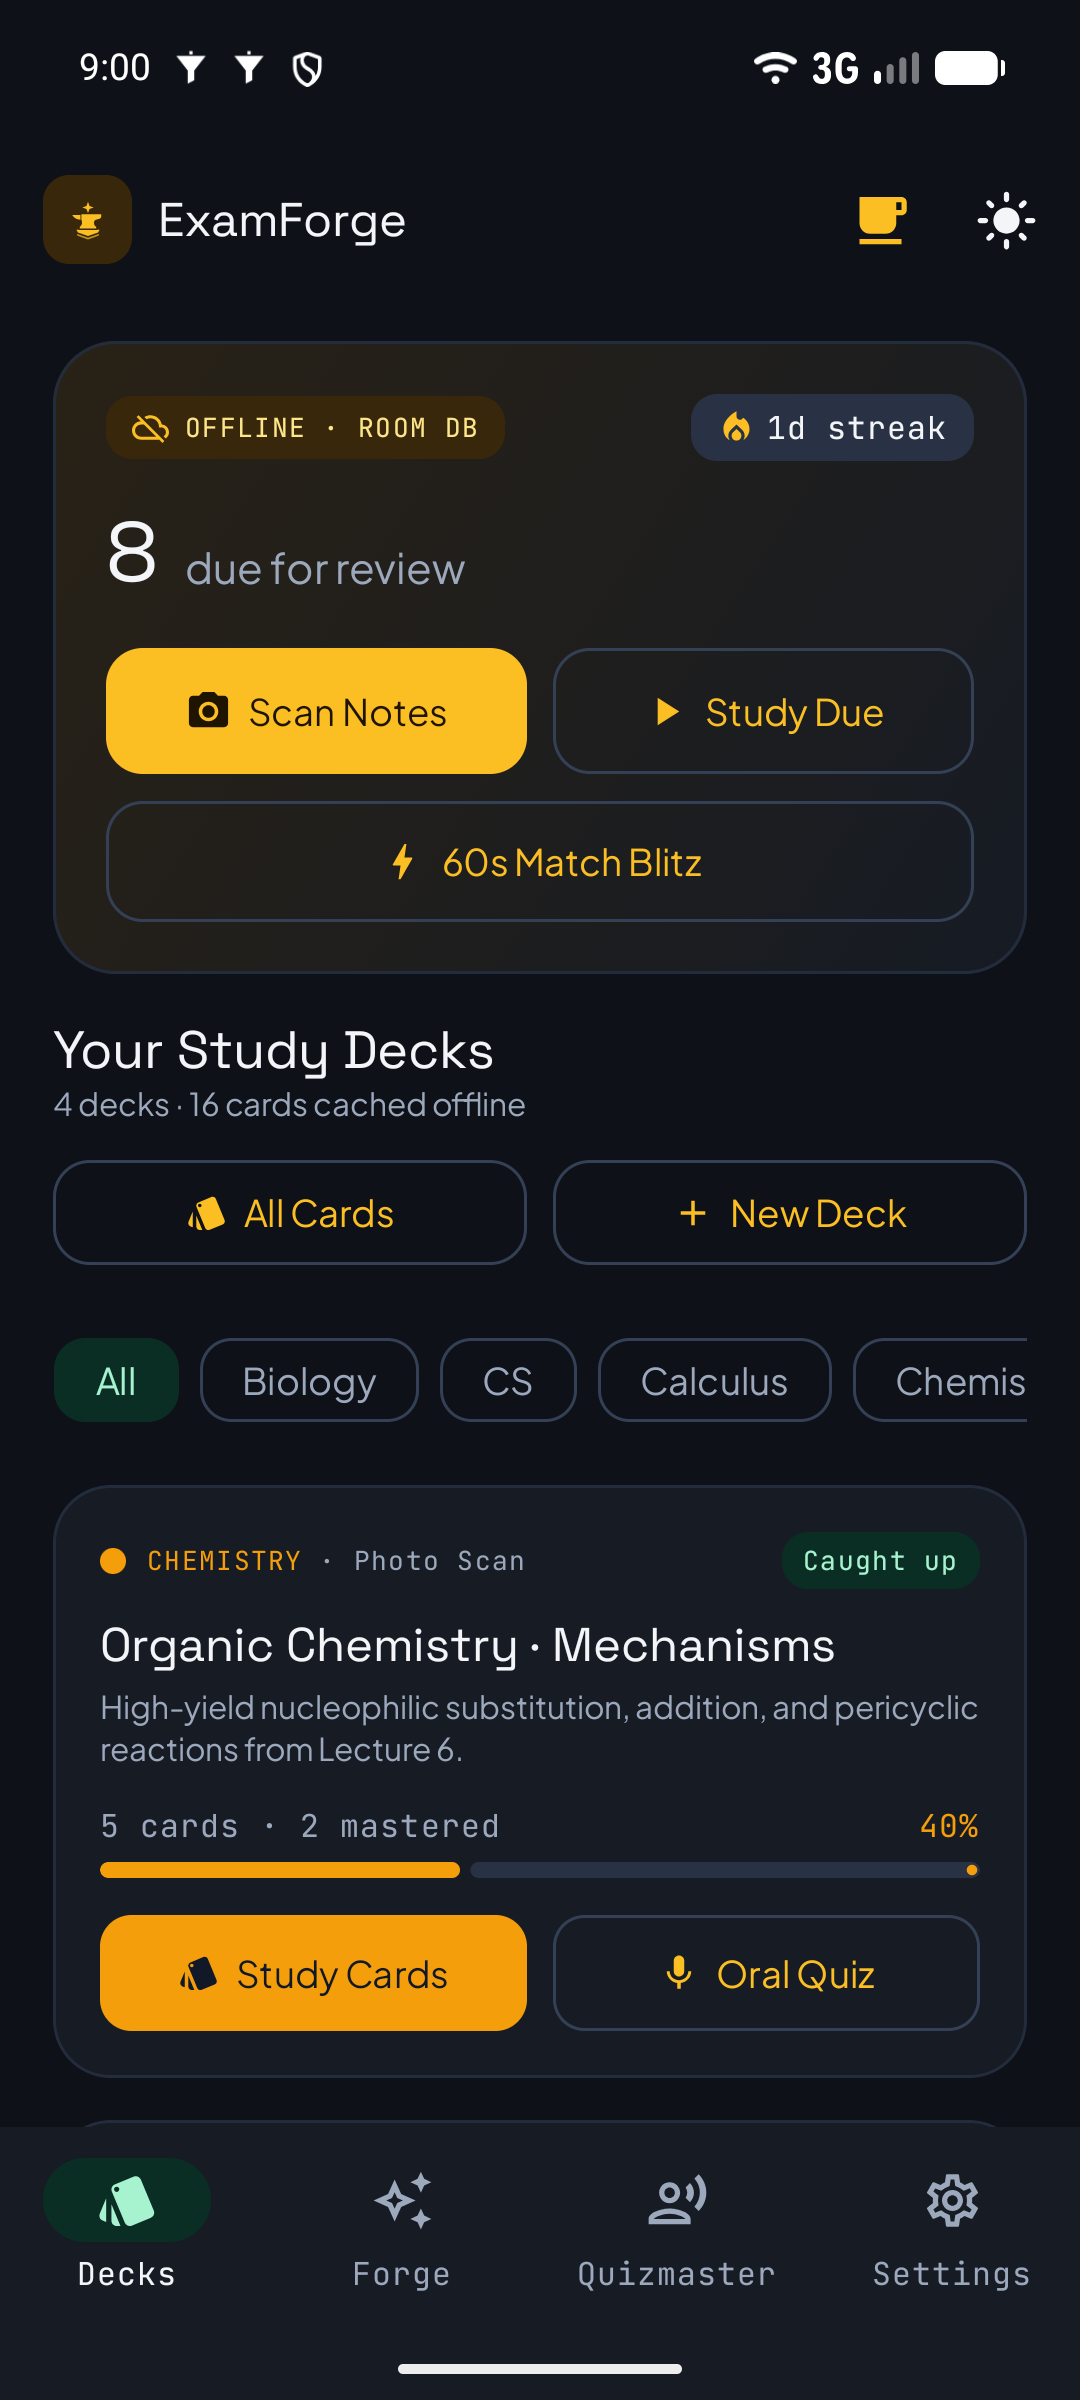 9:00
3G
ExamForge
OFFLINE · ROOM DB
1d streak
8 due for review
Scan Notes
Study Due
60s Match Blitz
Your Study Decks
4 decks · 16 cards cached offline
All Cards
New Deck
All
Biology
CS
Calculus
Chemis
CHEMISTRY · Photo Scan
Caught up
Organic Chemistry · Mechanisms
High-yield nucleophilic substitution, addition, and pericyclic
reactions from Lecture 6.
5 cards · 2 mastered
40%
Study Cards
Oral Quiz
Decks
Forge
Quizmaster
Settings